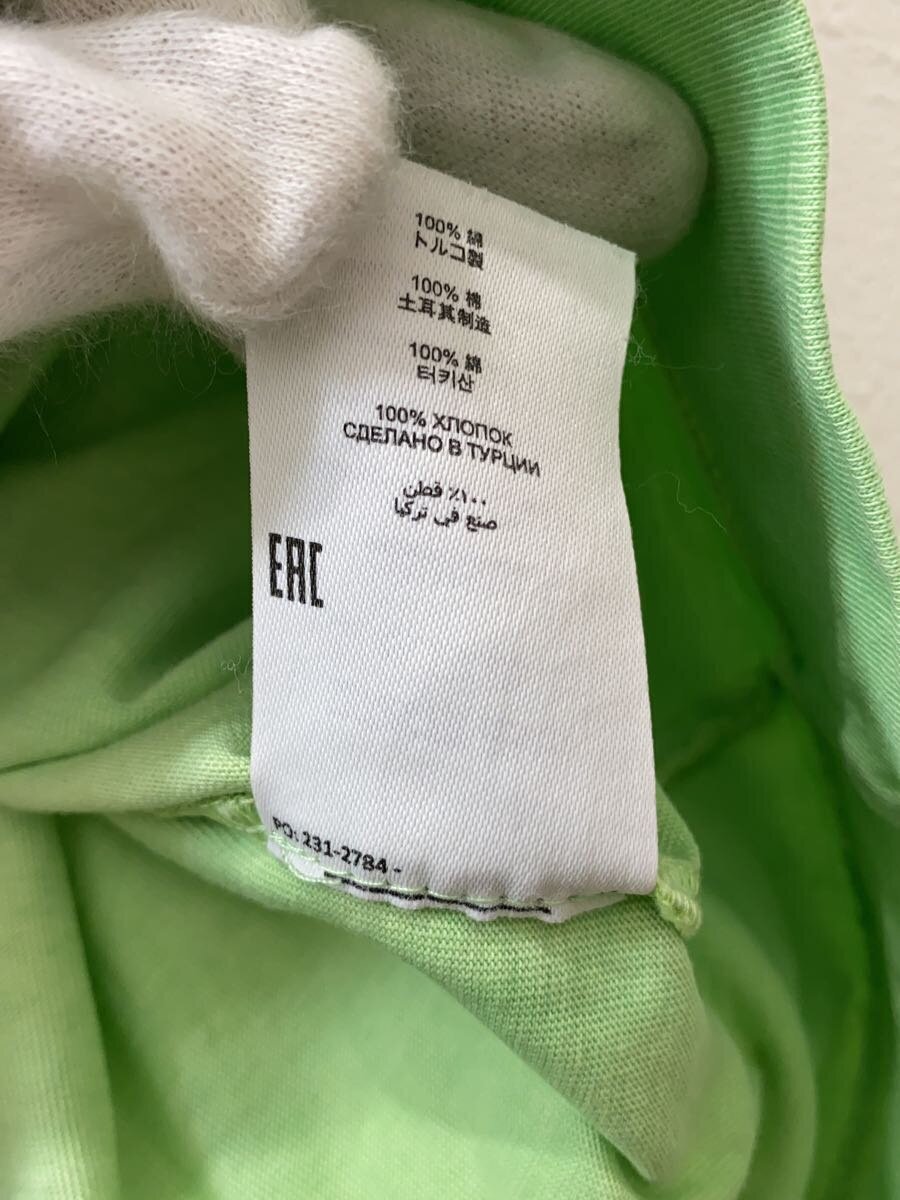 100% 綿
トルコ製
100% 棉
土耳其制造
100% 綿
터키산
100% ХЛОПОК
СДЕЛАНО В ТУРЦИИ
١٠٠٪ قطن
صنع في تركيا
EAC
PO: 231-2784 -